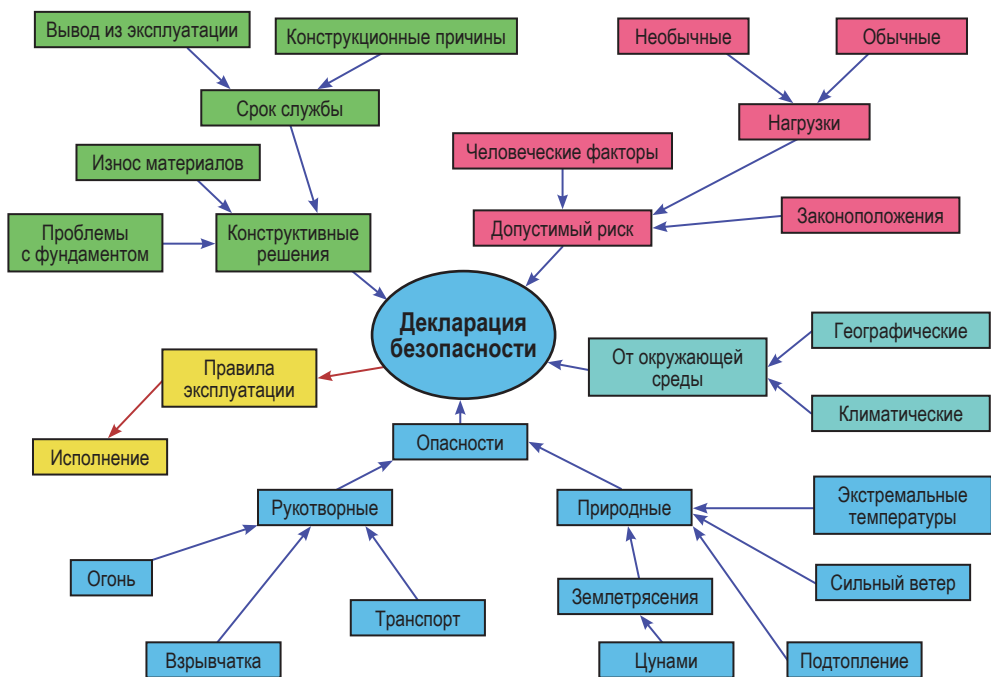 Вывод из эксплуатации
Конструкционные причины
Необычные
Обычные
Срок службы
Нагрузки
Человеческие факторы
Износ материалов
Проблемы
с фундаментом
Конструктивные
решения
Допустимый риск
Законоположения
Декларация
безопасности
Географические
От окружающей
среды
Климатические
Правила
эксплуатации
Исполнение
Опасности
Рукотворные
Природные
Экстремальные
температуры
Огонь
Взрывчатка
Транспорт
Землетрясения
Цунами
Сильный ветер
Подтопление